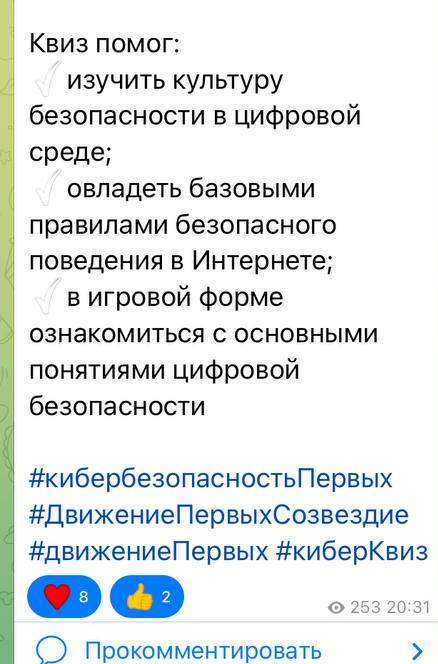 Квиз помог:
изучить культуру
безопасности в цифровой
среде;
овладеть базовыми
правилами безопасного
поведения в Интернете;
в игровой форме
ознакомиться с основными
понятиями цифровой
безопасности
#кибербезопасностьПервых
#ДвижениеПервыхСозвездие
#движениеПервых #киберКвиз
8 2
253 20:31
Прокомментировать